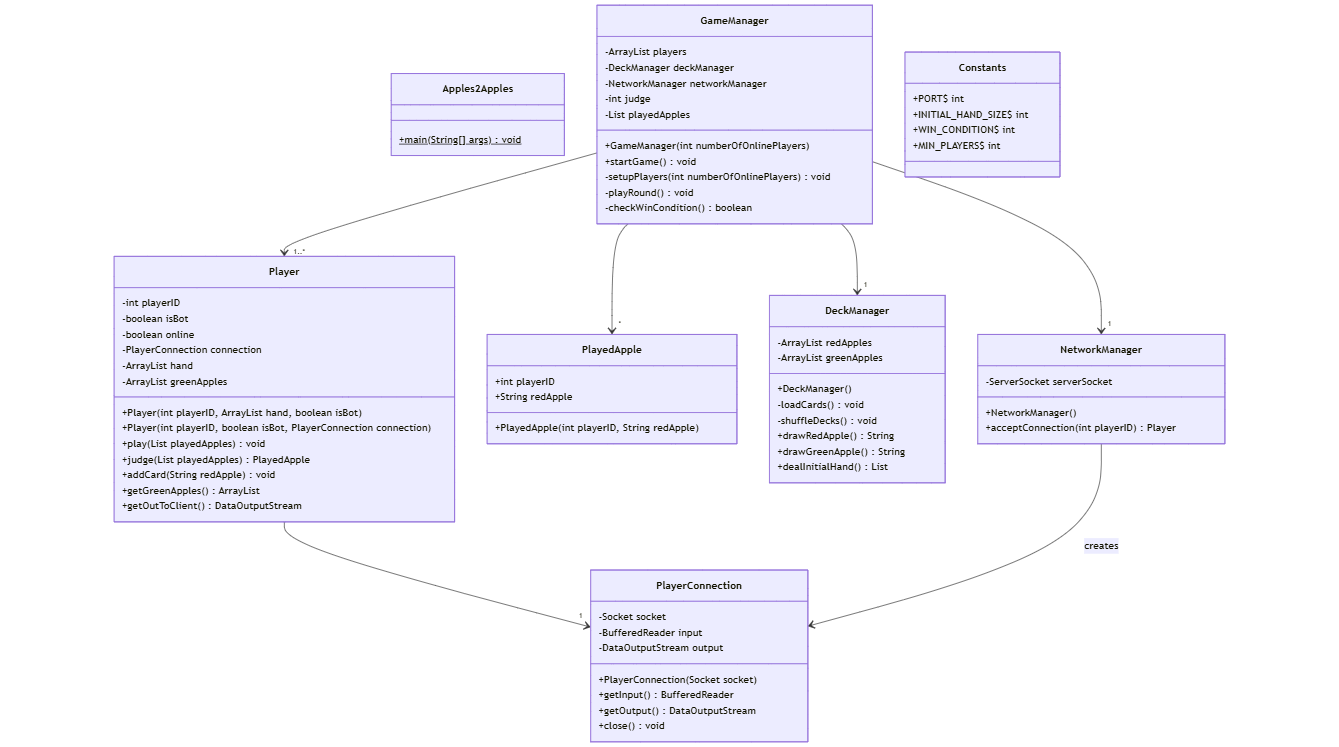 GameManager
-ArrayList players
-DeckManager deckManager
-NetworkManager networkManager
-int judge
-List playedApples
+GameManager(int numberOfOnlinePlayers)
+startGame() : void
-setupPlayers(int numberOfOnlinePlayers) : void
-playRound() : void
-checkWinCondition() : boolean
Apples2Apples
+main(String[] args) : void
Constants
+PORT$ int
+INITIAL_HAND_SIZE$ int
+WIN_CONDITION$ int
+MIN_PLAYERS$ int
1..*
Player
-int playerID
-boolean isBot
-boolean online
-PlayerConnection connection
-ArrayList hand
-ArrayList greenApples
+Player(int playerID, ArrayList hand, boolean isBot)
+Player(int playerID, boolean isBot, PlayerConnection connection)
+play(List playedApples) : void
+judge(List playedApples) : PlayedApple
+addCard(String redApple) : void
+getGreenApples() : ArrayList
+getOutToClient() : DataOutputStream
*
PlayedApple
+int playerID
+String redApple
+PlayedApple(int playerID, String redApple)
1
DeckManager
-ArrayList redApples
-ArrayList greenApples
+DeckManager()
-loadCards() : void
-shuffleDecks() : void
+drawRedApple() : String
+drawGreenApple() : String
+dealInitialHand() : List
1
NetworkManager
-ServerSocket serverSocket
+NetworkManager()
+acceptConnection(int playerID) : Player
creates
1
PlayerConnection
-Socket socket
-BufferedReader input
-DataOutputStream output
+PlayerConnection(Socket socket)
+getInput() : BufferedReader
+getOutput() : DataOutputStream
+close() : void